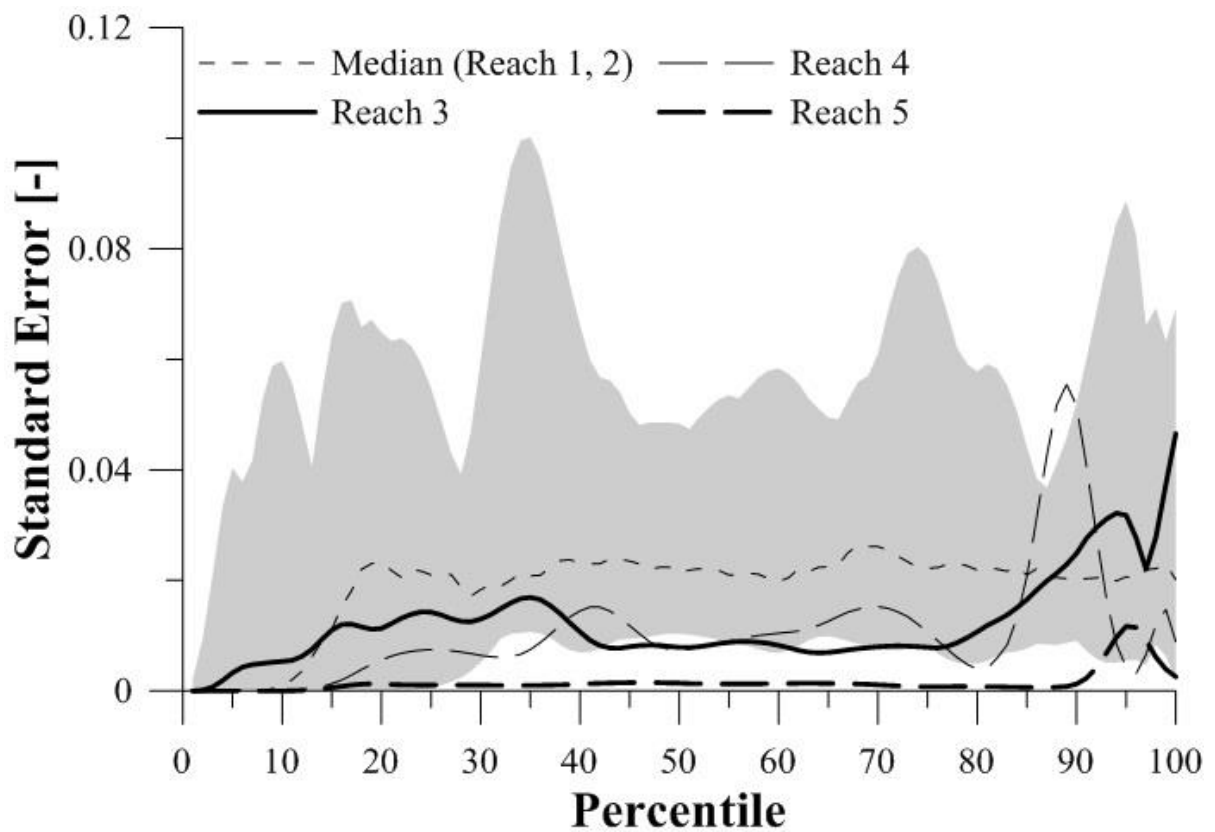 0.12
Median (Reach 1, 2)
Reach 4
Reach 3
Reach 5
0.08
Standard Error [-]
0.04
0
0 10 20 30 40 50 60 70 80 90 100
Percentile